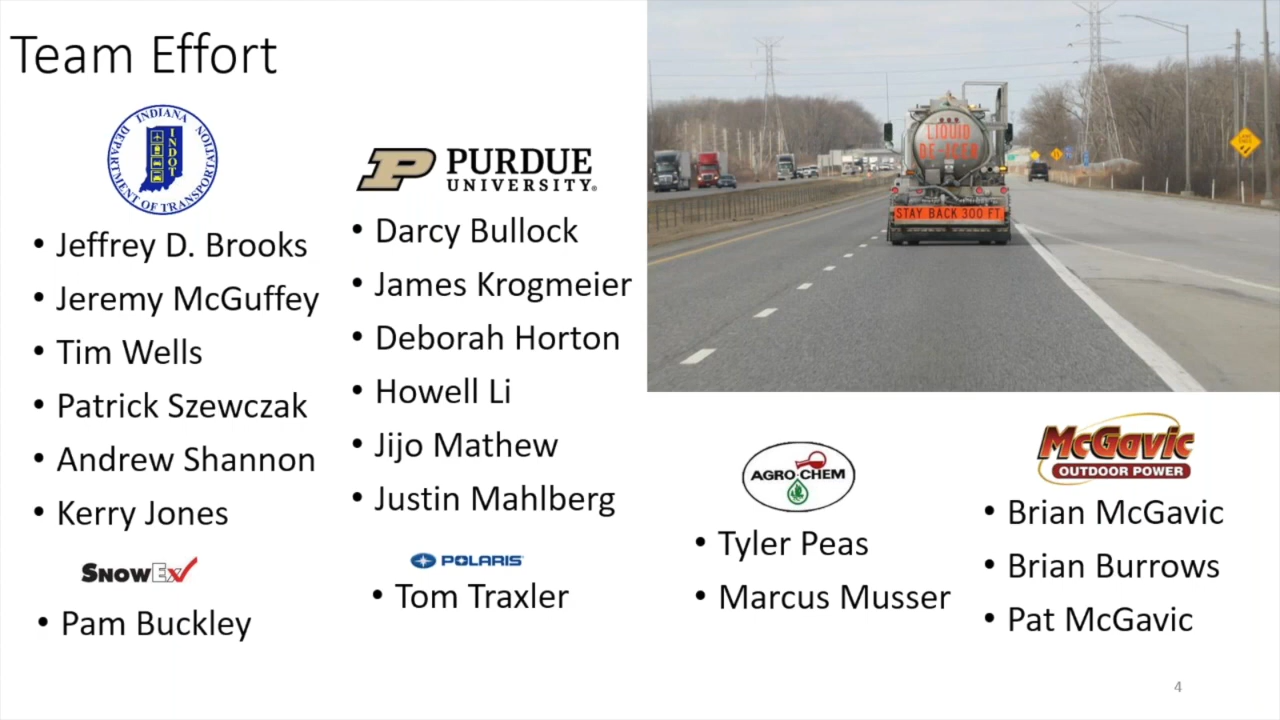 Team Effort
INDIANA
DEPARTMENT OF TRANSPORTATION
INDOT
Jeffrey D. Brooks
Jeremy McGuffey
Tim Wells
Patrick Szewczak
Andrew Shannon
Kerry Jones
SNOWEX
Pam Buckley
P PURDUE
UNIVERSITY®
Darcy Bullock
James Krogmeier
Deborah Horton
Howell Li
Jijo Mathew
Justin Mahlberg
POLARIS
Tom Traxler
LIQUID
DE-ICER
STAY BACK 300 FT
AGRO CHEM
Tyler Peas
Marcus Musser
McGavic
OUTDOOR POWER
Brian McGavic
Brian Burrows
Pat McGavic
4